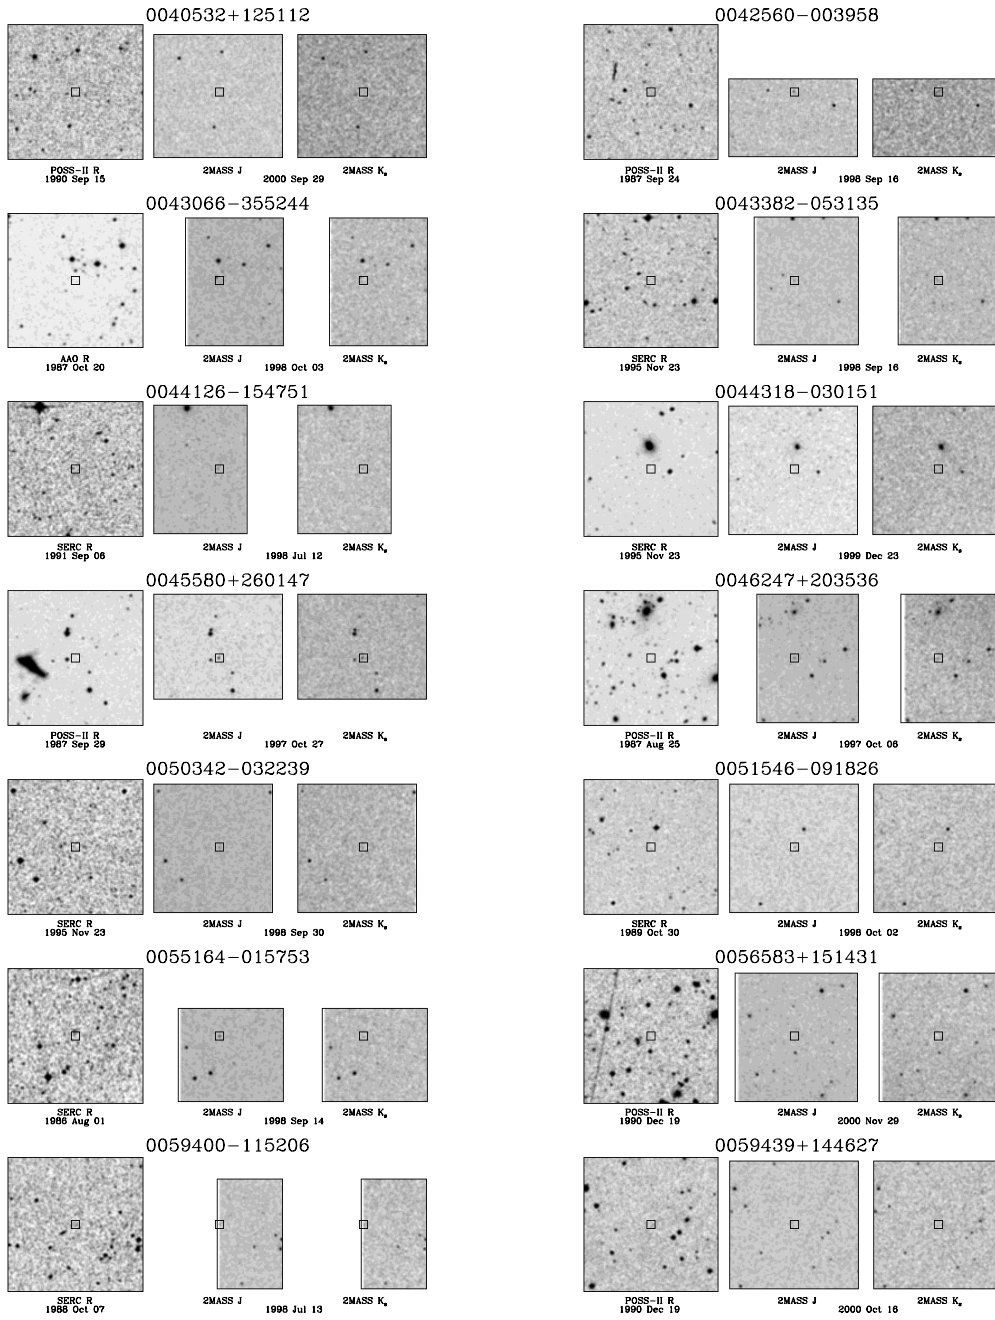 0040532+125112
0042560−003958
POSS−II R
1990 Sep 15
2MASS J
2000 Sep 29
2MASS Ks
POSS−II R
1987 Sep 24
2MASS J
1998 Sep 16
2MASS Ks
0043066−355244
0043382−053135
AAO R
1987 Oct 20
2MASS J
1998 Oct 03
2MASS Ks
SERC R
1995 Nov 23
2MASS J
1998 Sep 16
2MASS Ks
0044126−154751
0044318−030151
SERC R
1991 Sep 06
2MASS J
1998 Jul 12
2MASS Ks
SERC R
1995 Nov 23
2MASS J
1999 Dec 23
2MASS Ks
0045580+260147
0046247+203536
POSS−II R
1987 Sep 29
2MASS J
1997 Oct 27
2MASS Ks
POSS−II R
1987 Aug 25
2MASS J
1997 Oct 06
2MASS Ks
0050342−032239
0051546−091826
SERC R
1995 Nov 23
2MASS J
1998 Sep 30
2MASS Ks
SERC R
1989 Oct 30
2MASS J
1998 Oct 02
2MASS Ks
0055164−015753
0056583+151431
SERC R
1986 Aug 01
2MASS J
1998 Sep 14
2MASS Ks
POSS−II R
1990 Dec 19
2MASS J
2000 Nov 29
2MASS Ks
0059400−115206
0059439+144627
SERC R
1988 Oct 07
2MASS J
1998 Jul 13
2MASS Ks
POSS−II R
1990 Dec 19
2MASS J
2000 Oct 16
2MASS Ks